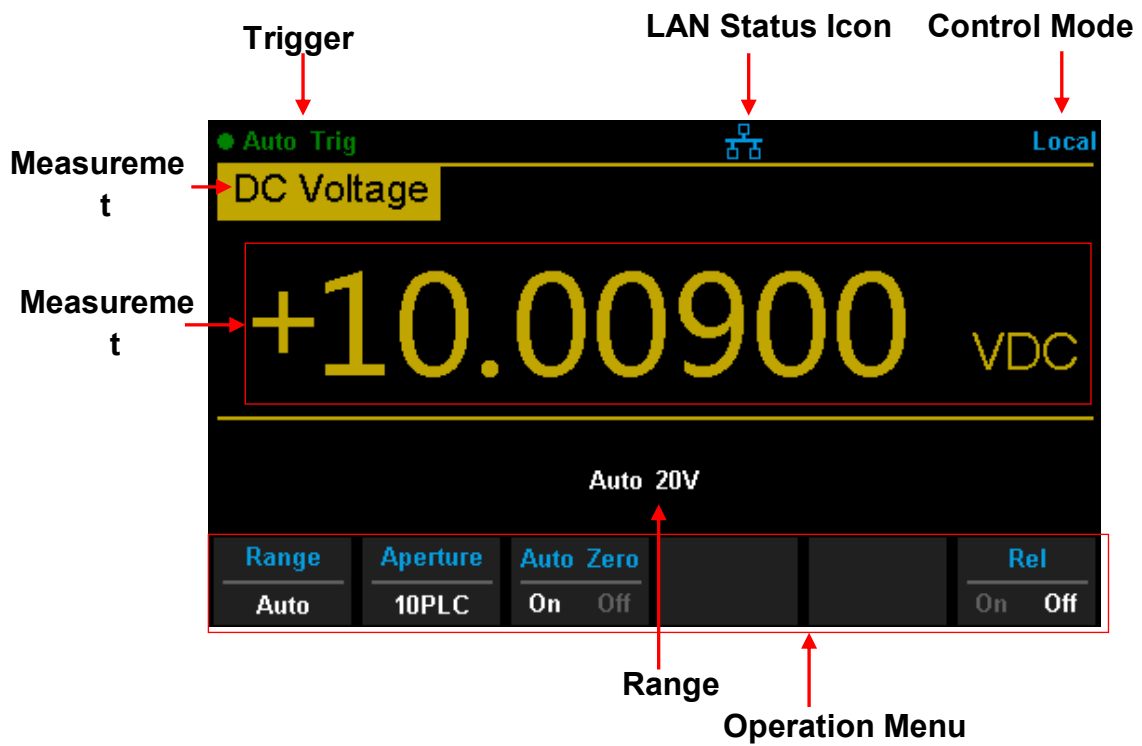 Trigger
LAN Status Icon
Control Mode
Auto Trig
Local
Measureme
t
DC Voltage
Measureme
t
+10.00900 VDC
Auto 20V
Range
Aperture
Auto Zero
Rel
Auto
10PLC
On Off
On Off
Range
Operation Menu